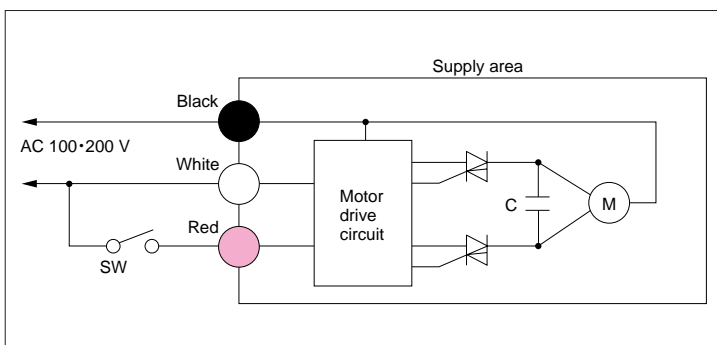 Supply area
Black
AC 100・200 V
White
Motor
drive
circuit
C
M
Red
SW